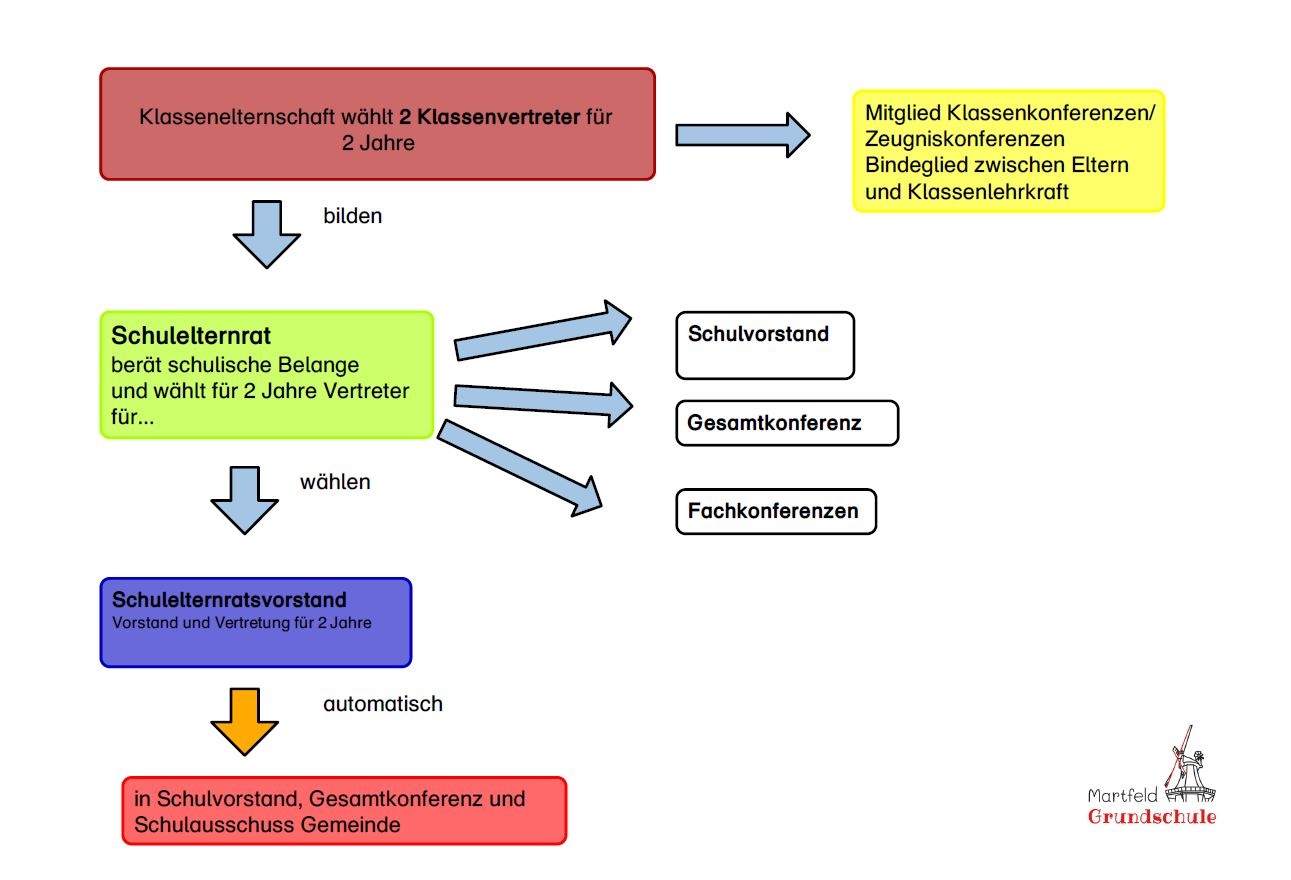 Klassenelternschaft wählt 2 Klassenvertreter für
2 Jahre
Mitglied Klassenkonferenzen/
Zeugniskonferenzen
Bindeglied zwischen Eltern
und Klassenlehrkraft
bilden
Schulelternrat
berät schulische Belange
und wählt für 2 Jahre Vertreter
für...
Schulvorstand
Gesamtkonferenz
Fachkonferenzen
wählen
Schulelternratsvorstand
Vorstand und Vertretung für 2 Jahre
automatisch
in Schulvorstand, Gesamtkonferenz und
Schulausschuss Gemeinde
Martfeld
Grundschule